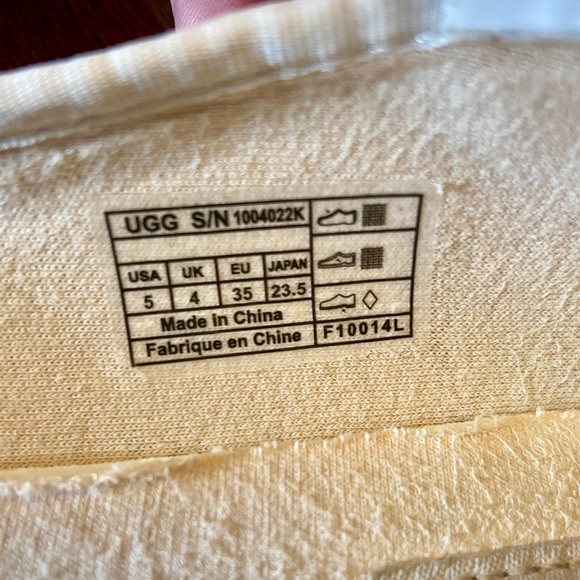 UGG S/N 1004022K
USA UK EU JAPAN
5 4 35 23.5
Made in China
Fabrique en Chine
F10014L